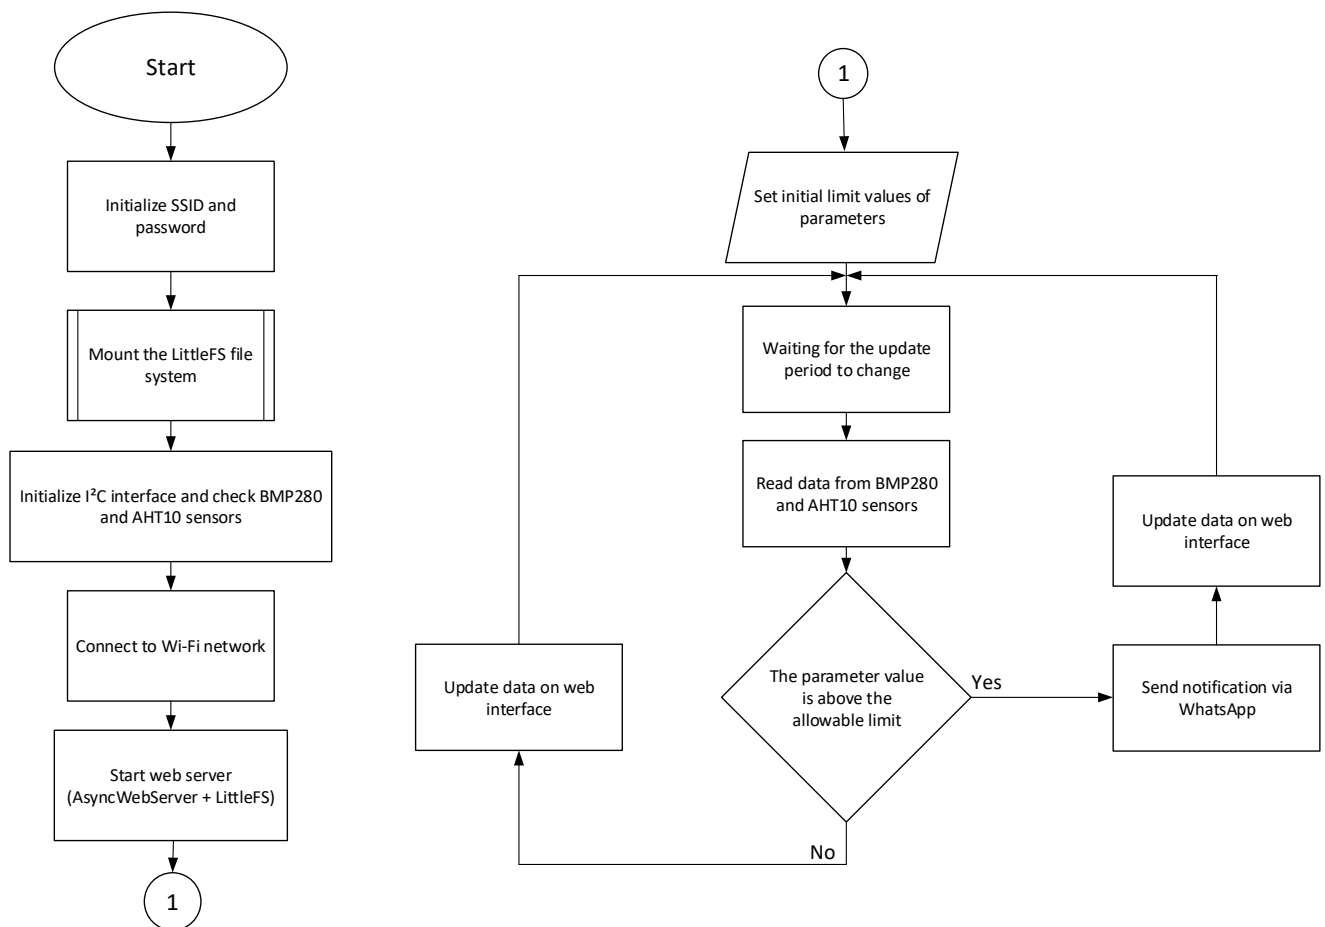 Start
Initialize SSID and
password
Mount the LittleFS file
system
Initialize I²C interface and check BMP280
and AHT10 sensors
Connect to Wi-Fi network
Start web server
(AsyncWebServer + LittleFS)
1
1
Set initial limit values of
parameters
Waiting for the update
period to change
Read data from BMP280
and AHT10 sensors
The parameter value
is above the
allowable limit
Yes
Send notification via
WhatsApp
Update data on web
interface
No
Update data on web
interface